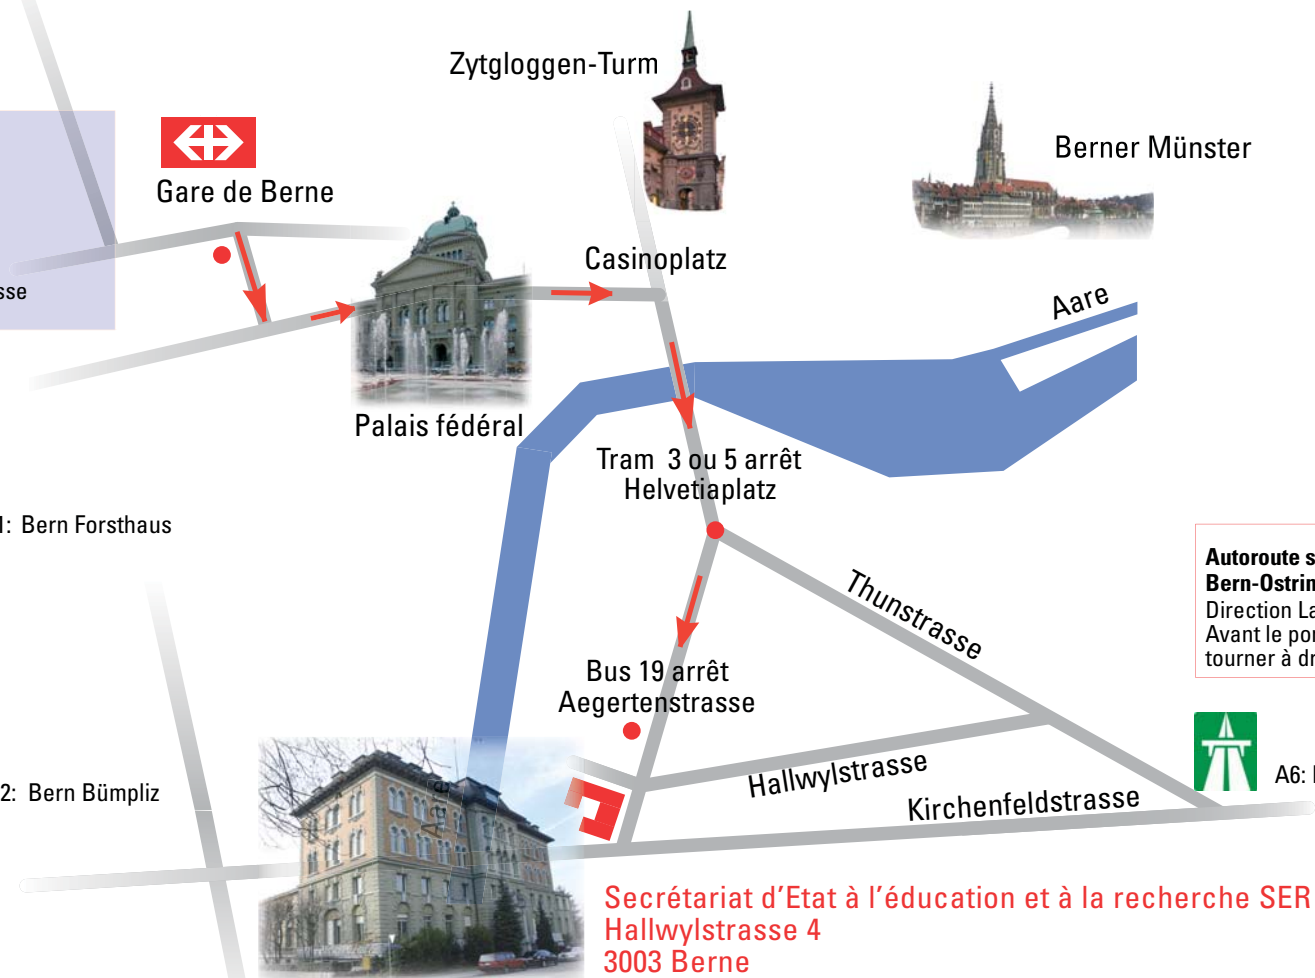 Zytgloggen-Turm
Berner Münster
Gare de Berne
Casinoplatz
Aare
Palais fédéral
Tram 3 ou 5 arrêt
Helvetiaplatz
1: Bern Forsthaus
Autoroute s
Bern-Ostrin
Direction La
Avant le pon
tourner à dr
Thunstrasse
Bus 19 arrêt
Aegertenstrasse
Hallwylstrasse
2: Bern Bümpliz
A6:
Kirchenfeldstrasse
Secrétariat d'Etat à l'éducation et à la recherche SER
Hallwylstrasse 4
3003 Berne